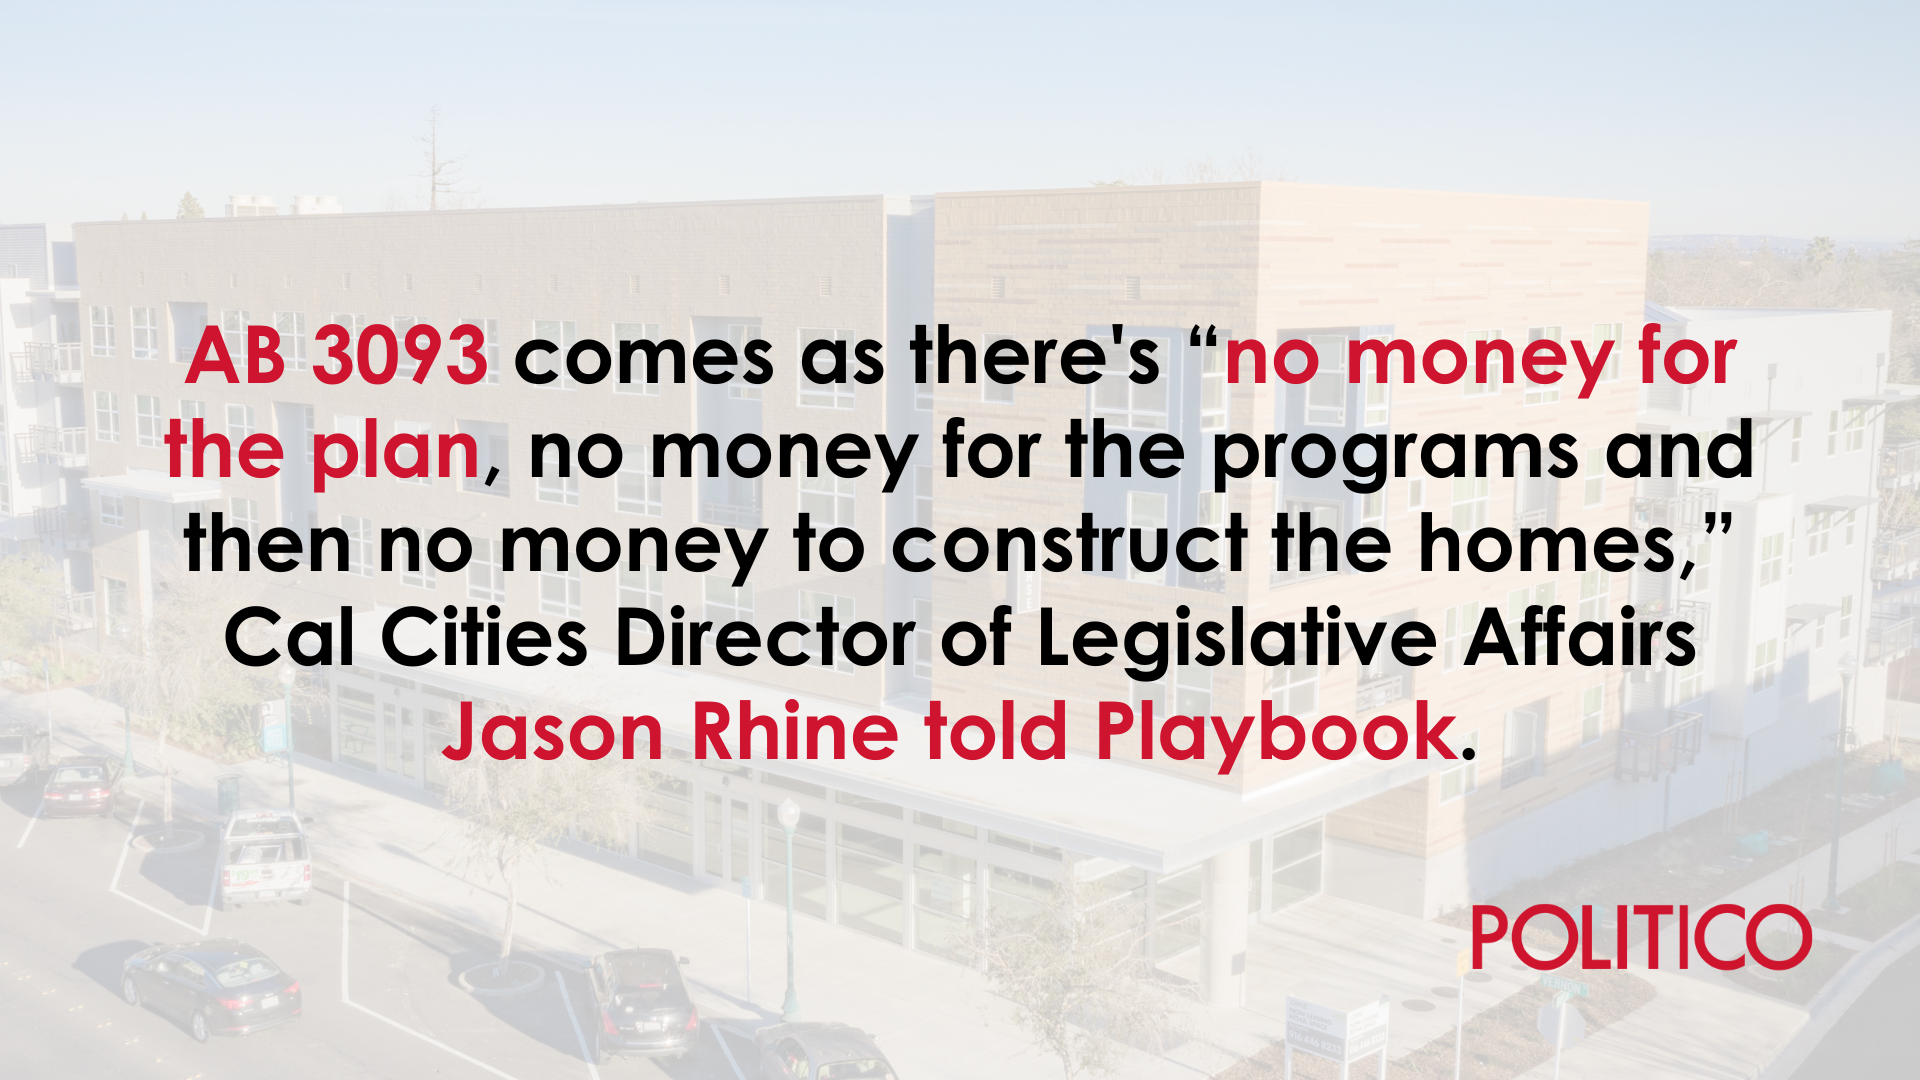 AB 3093 comes as there's “no money for
the plan, no money for the programs and
then no money to construct the homes,”
Cal Cities Director of Legislative Affairs
Jason Rhine told Playbook.
POLITICO
VERNON